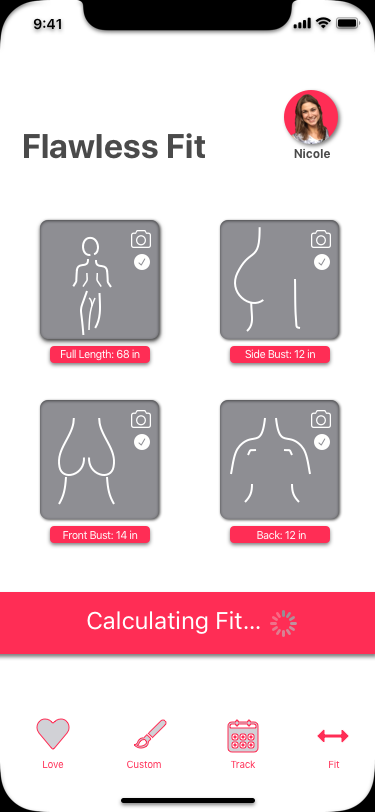 9:41
Flawless Fit
Nicole
Full Length: 68 in
Side Bust: 12 in
Front Bust: 14 in
Back: 12 in
Calculating Fit...
Love
Custom
Track
Fit